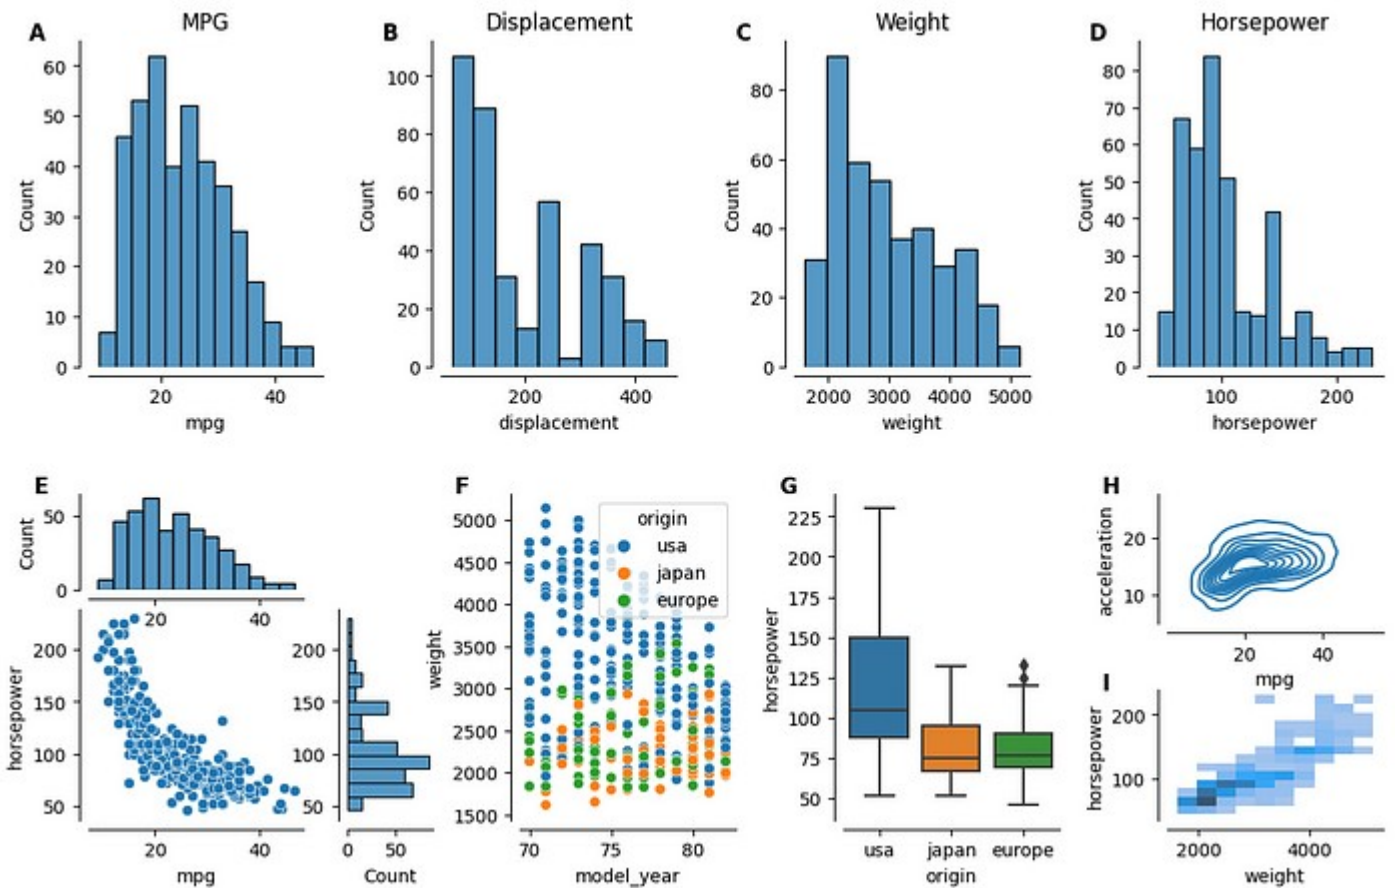 A
MPG
60
50
40
30
20
10
0
Count
20 40
mpg
B
Displacement
100
80
60
40
20
0
Count
200 400
displacement
C
Weight
80
60
40
20
0
Count
2000 3000 4000 5000
weight
D
Horsepower
80
70
60
50
40
30
20
10
0
Count
100 200
horsepower
E
50
0
Count
20 40
200
150
100
50
horsepower
20 40
mpg
200
150
100
50
0 50
Count
F
5000
4500
4000
3500
3000
2500
2000
1500
weight
origin
usa
japan
europe
70 75 80
model_year
G
225
200
175
150
125
100
75
50
horsepower
usa japan europe
origin
H
20
10
acceleration
20 40
mpg
I
200
100
horsepower
2000 4000
weight